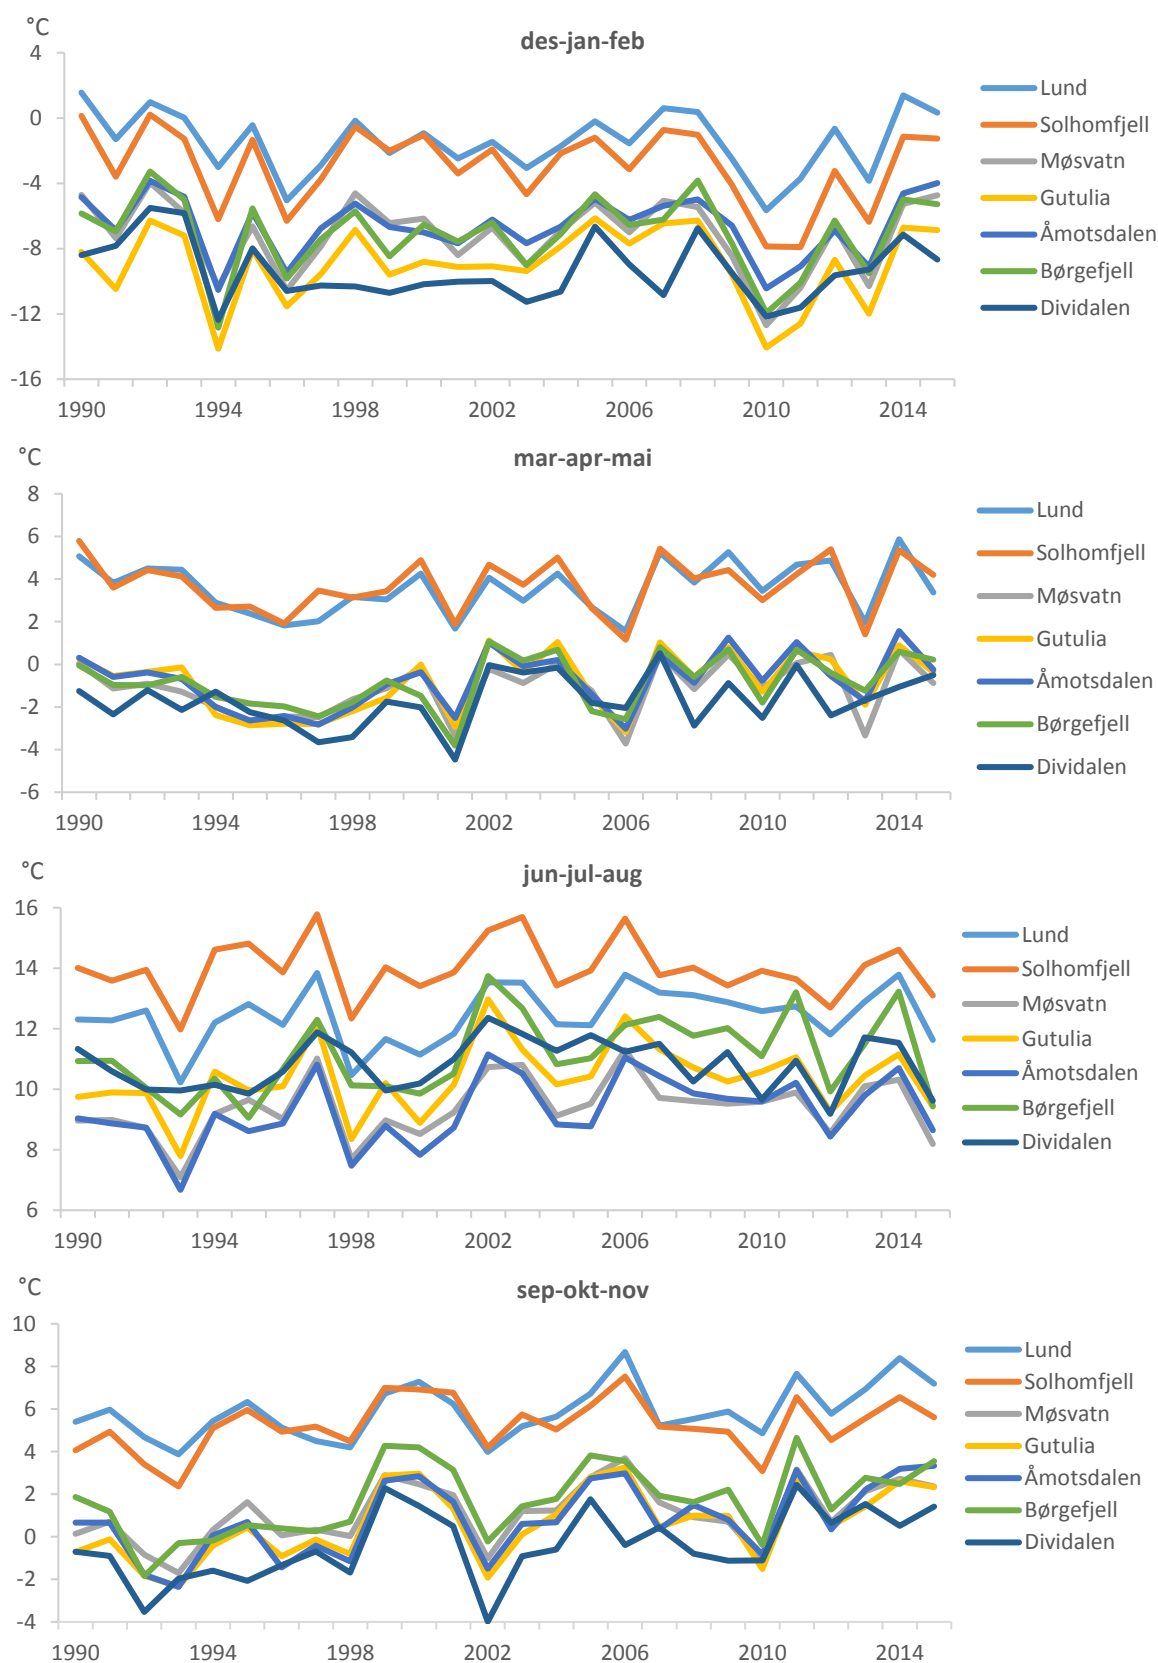 °C
des-jan-feb
4
0
-4
-8
-12
-16
1990 1994 1998 2002 2006 2010 2014
Lund
Solhomfjell
Møsvatn
Gutulia
Åmotsdalen
Børgefjell
Dividalen
°C
mar-apr-mai
8
6
4
2
0
-2
-4
-6
1990 1994 1998 2002 2006 2010 2014
Lund
Solhomfjell
Møsvatn
Gutulia
Åmotsdalen
Børgefjell
Dividalen
°C
jun-jul-aug
16
14
12
10
8
6
1990 1994 1998 2002 2006 2010 2014
Lund
Solhomfjell
Møsvatn
Gutulia
Åmotsdalen
Børgefjell
Dividalen
°C
sep-okt-nov
10
8
6
4
2
0
-2
-4
1990 1994 1998 2002 2006 2010 2014
Lund
Solhomfjell
Møsvatn
Gutulia
Åmotsdalen
Børgefjell
Dividalen